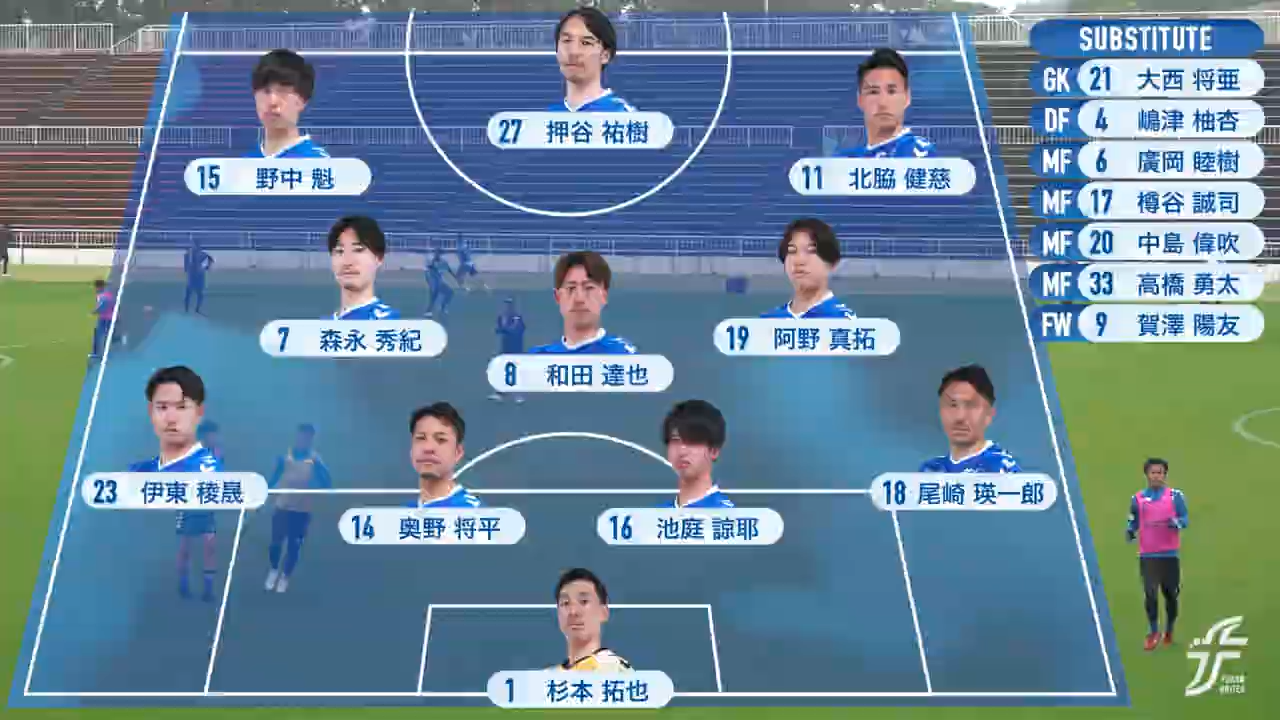 27 押谷 祐樹
15 野中 魁
11 北脇 健慈
7 森永 秀紀
8 和田 達也
19 阿野 真拓
23 伊東 稜晟
14 奥野 将平
16 池庭 諒耶
18 尾崎 瑛一郎
1 杉本 拓也
SUBSTITUTE
GK 21 大西 将亜
DF 4 嶋津 柚杏
MF 6 廣岡 睦樹
MF 17 樽谷 誠司
MF 20 中島 偉吹
MF 33 高橋 勇太
FW 9 賀澤 陽友